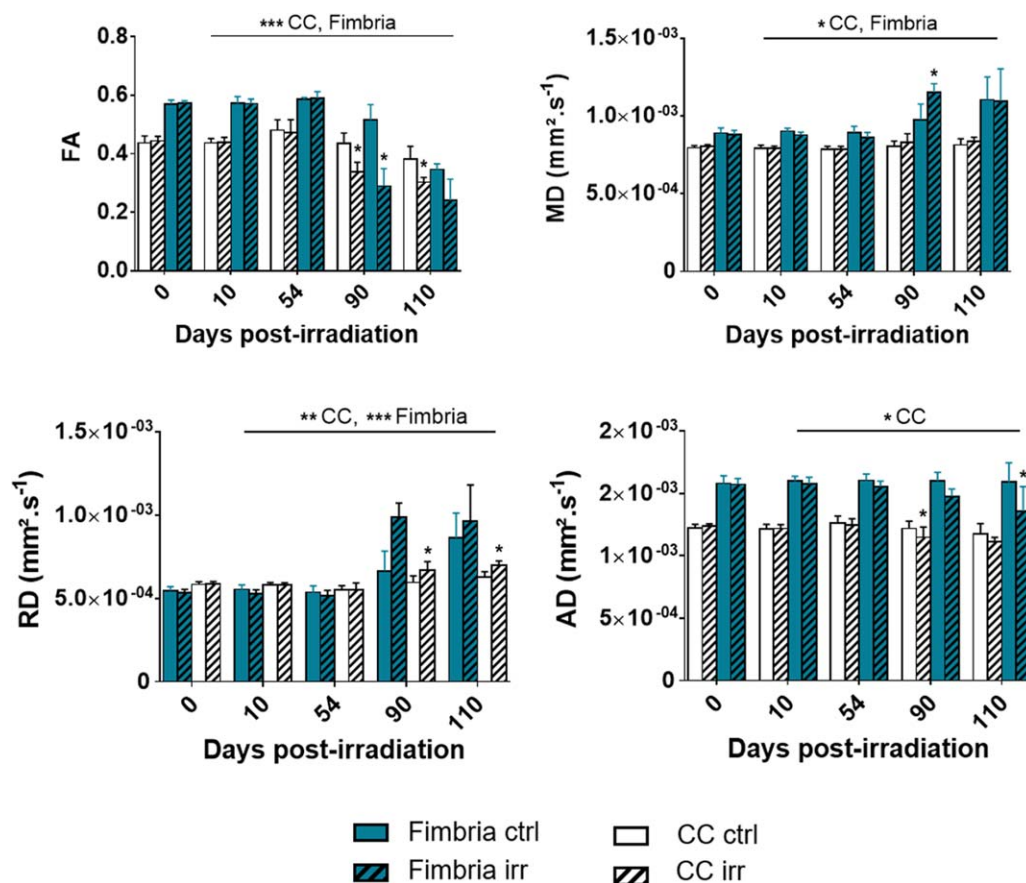 *** CC, Fimbria
0.8
0.6
0.4
0.2
0.0
FA
* *
*
0 10 54 90 110
Days post-irradiation
* CC, Fimbria
1.5×10⁻⁰³
1.0×10⁻⁰³
5.0×10⁻⁰⁴
0
MD (mm².s⁻¹)
*
0 10 54 90 110
Days post-irradiation
** CC, *** Fimbria
1.5×10⁻⁰³
1.0×10⁻⁰³
5.0×10⁻⁰⁴
0
RD (mm².s⁻¹)
* *
0 10 54 90 110
Days post-irradiation
* CC
2×10⁻⁰³
2×10⁻⁰³
1×10⁻⁰³
5×10⁻⁰⁴
0
AD (mm².s⁻¹)
* *
0 10 54 90 110
Days post-irradiation
Fimbria ctrl CC ctrl
Fimbria irr CC irr